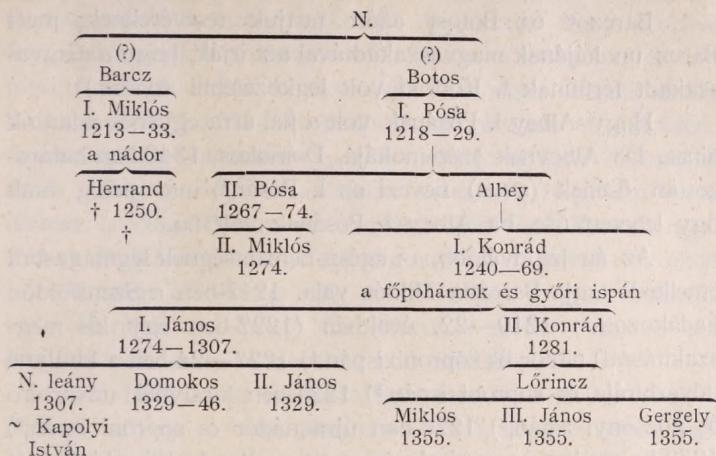 N.
(?) (?)
Barcz Botos
I. Miklós I. Pósa
1213—33. 1218—29.
a nádor
Herrand II. Pósa Albey
† 1250. 1267—74.
† II. Miklós I. Konrád
1274. 1240—69.
a főpohárnok és győri ispán
I. János II. Konrád
1274—1307. 1281.
N. leány Domokos II. János Lőrincz
1307. 1329—46. 1329. Miklós III. János Gergely
Kapolyi 1355. 1355. 1355.
István